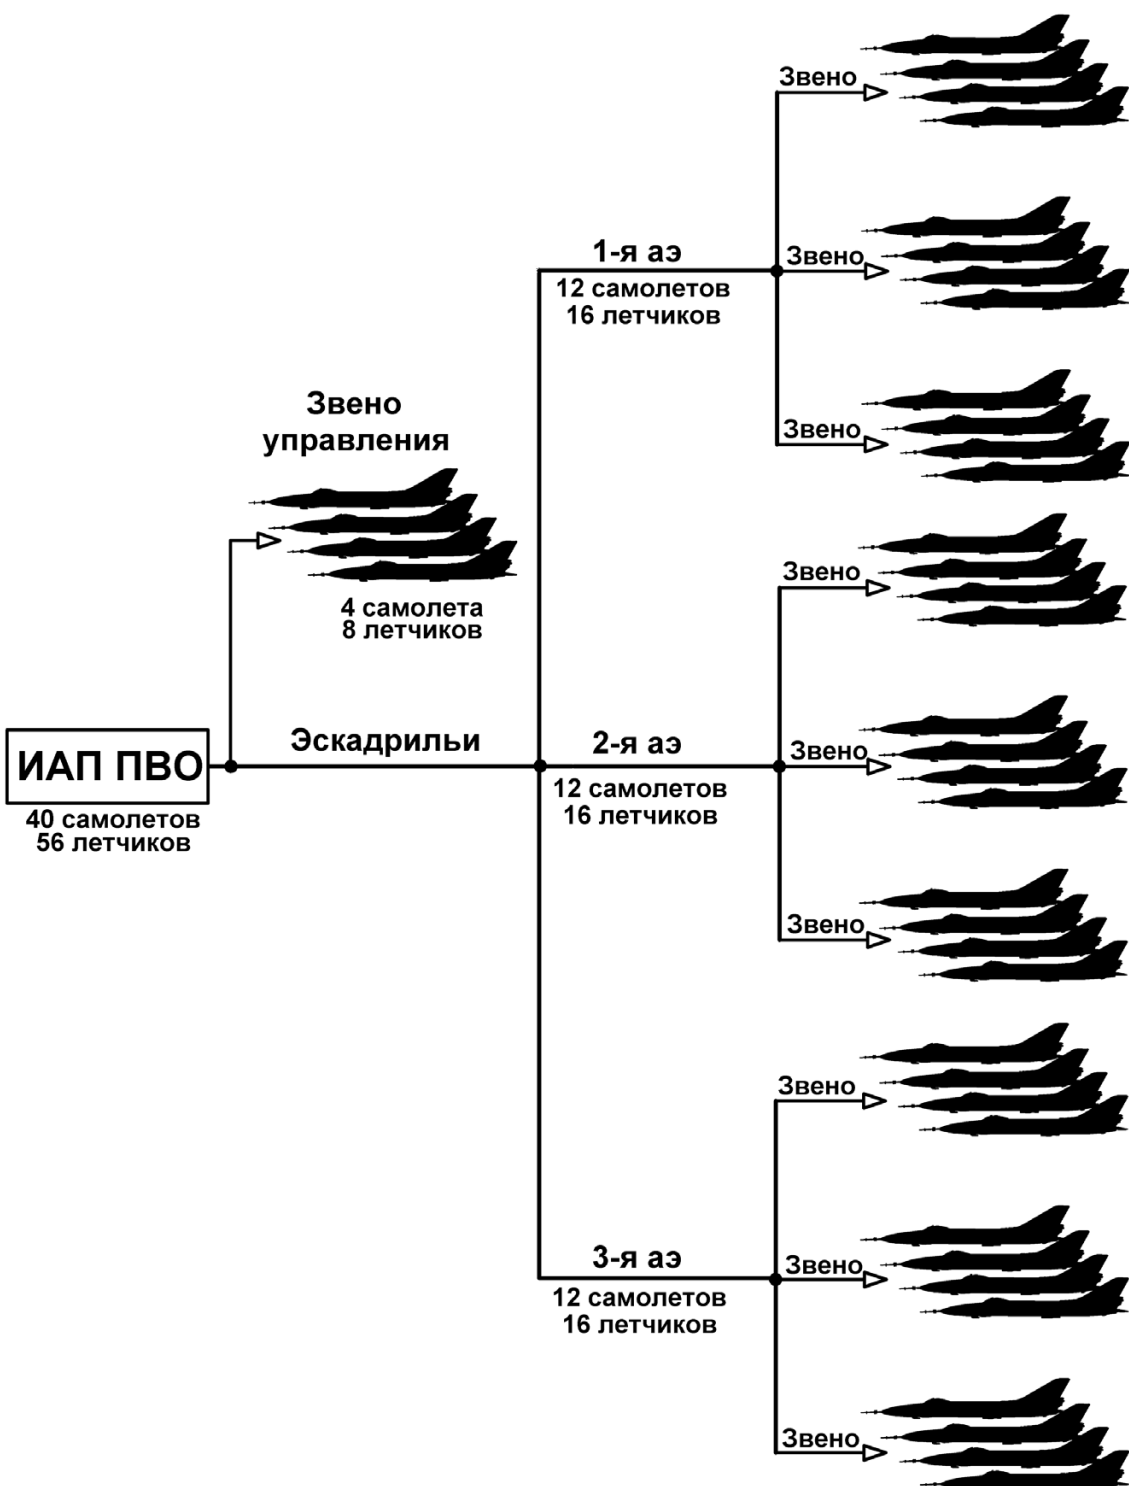 Звено
Звено
1-я аэ
12 самолетов
16 летчиков
Звено
Звено
управления
4 самолета
8 летчиков
ИАП ПВО
40 самолетов
56 летчиков
Эскадрильи
Звено
2-я аэ
12 самолетов
16 летчиков
Звено
Звено
Звено
3-я аэ
12 самолетов
16 летчиков
Звено
Звено